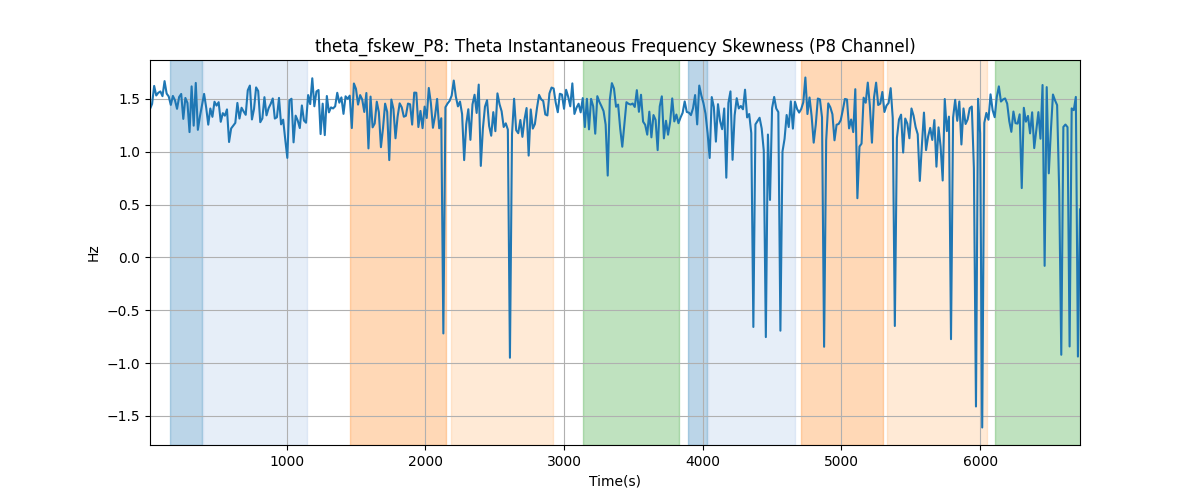 theta_fskew_P8: Theta Instantaneous Frequency Skewness (P8 Channel)
1.5
1.0
0.5
0.0
−0.5
−1.0
−1.5
Hz
1000 2000 3000 4000 5000 6000
Time(s)